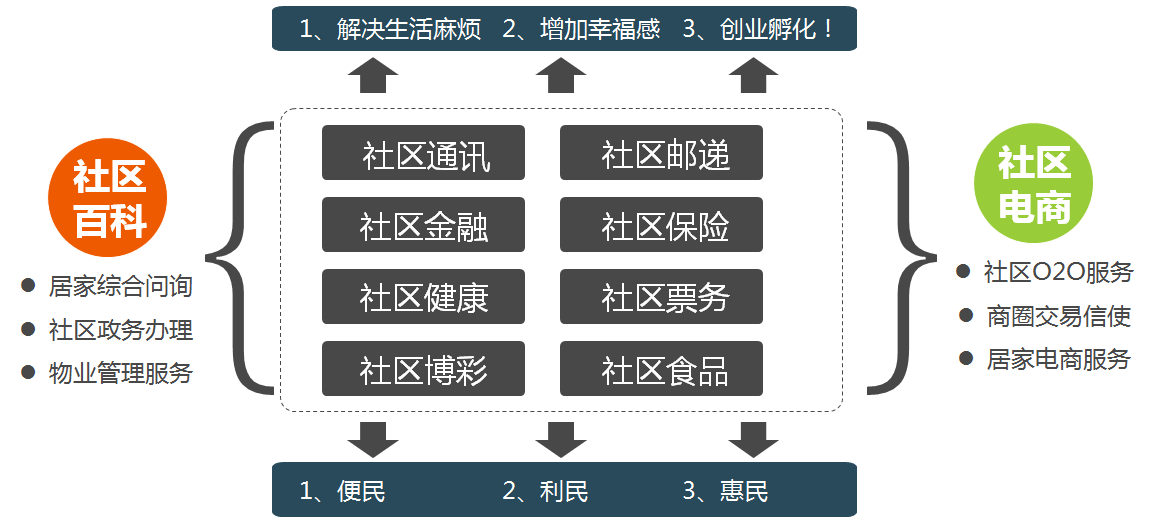 1、解决生活麻烦 2、增加幸福感 3、创业孵化！
社区
百科
居家综合问询
社区政务办理
物业管理服务
社区通讯 社区邮递
社区金融 社区保险
社区健康 社区票务
社区博彩 社区食品
社区
电商
社区O2O服务
商圈交易信使
居家电商服务
1、便民 2、利民 3、惠民